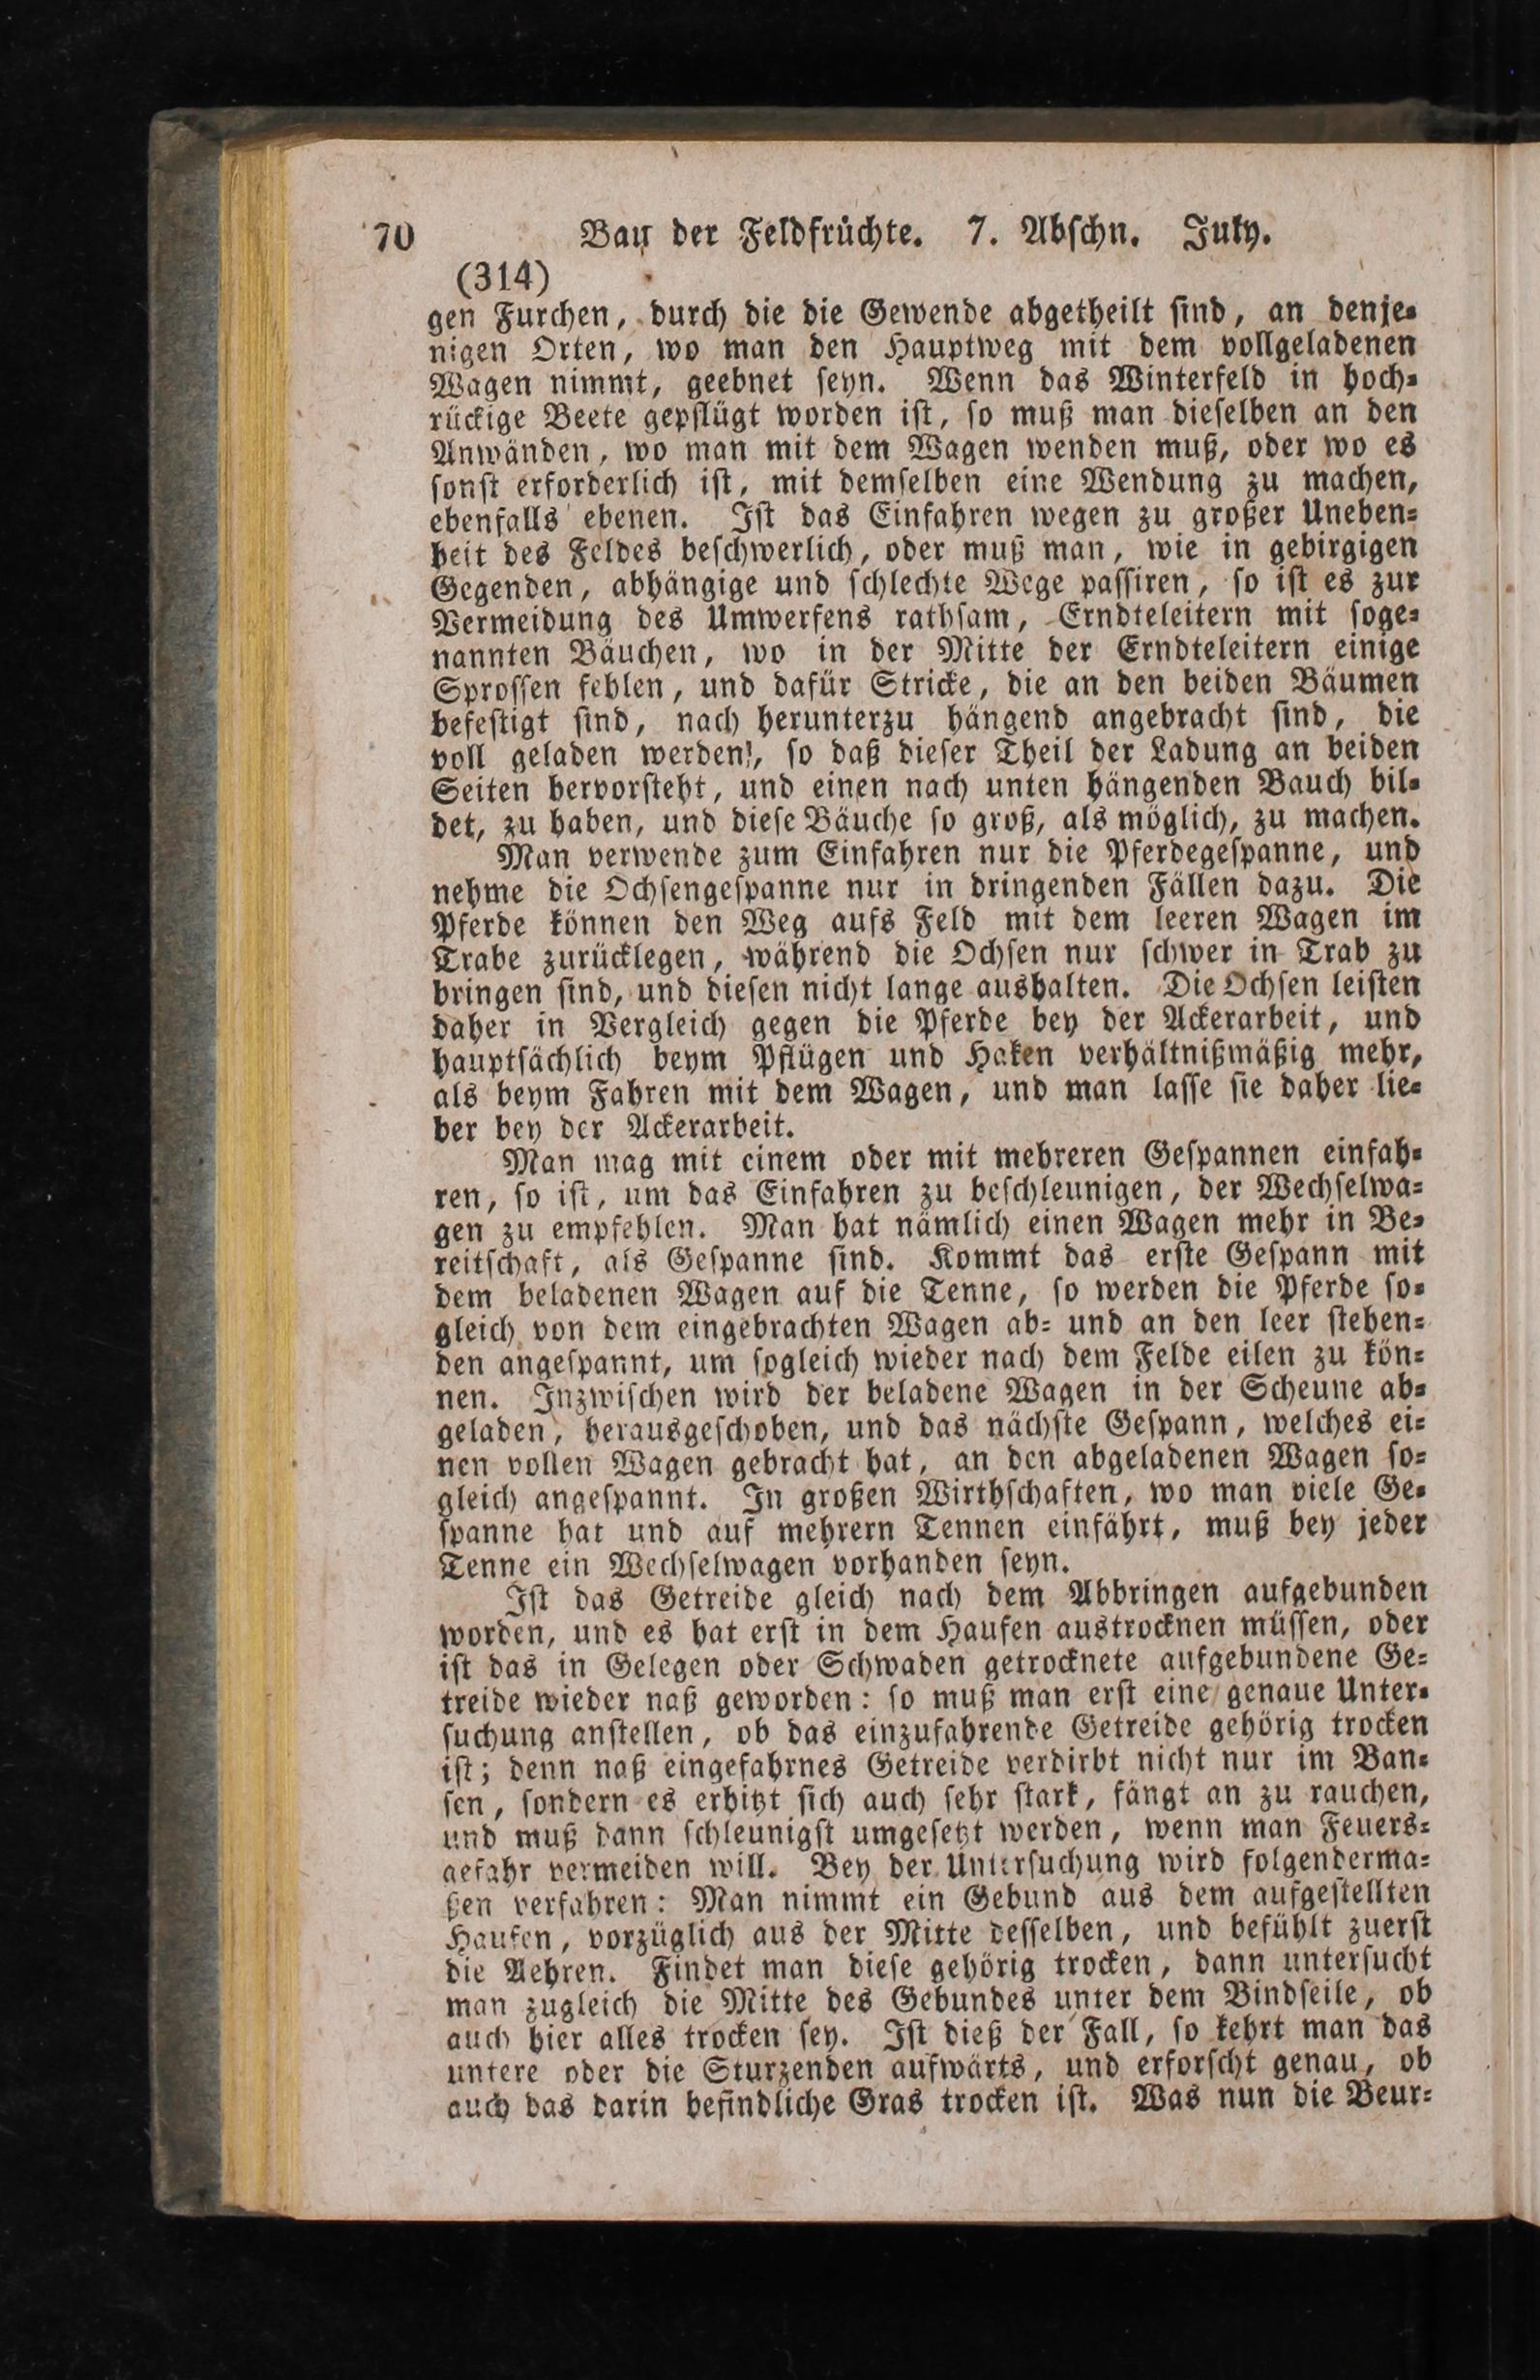 70 Bau der Feldfrüchte. 7. Abschn. July.
(314)
gen Furchen, durch die die Gewende abgetheilt sind, an denje-
nigen Orten, wo man den Hauptweg mit dem vollgeladenen
Wagen nimmt, geebnet seyn. Wenn das Winterfeld in hoch-
rückige Beete gepflügt worden ist, so muß man dieselben an den
Anwänden, wo man mit dem Wagen wenden muß, oder wo es
sonst erforderlich ist, mit demselben eine Wendung zu machen,
ebenfalls ebenen. Ist das Einfahren wegen zu großer Uneben-
heit des Feldes beschwerlich, oder muß man, wie in gebirgigen
Gegenden, abhängige und schlechte Wege passiren, so ist es zur
Vermeidung des Umwerfens rathsam, Erndteleitern mit soge-
nannten Bäuchen, wo in der Mitte der Erndteleitern einige
Sprossen fehlen, und dafür Stricke, die an den beiden Bäumen
befestigt sind, nach herunterzu hängend angebracht sind, die
voll geladen werden, so daß dieser Theil der Ladung an beiden
Seiten hervorsteht, und einen nach unten hängenden Bauch bil-
det, zu haben, und diese Bäuche so groß, als möglich, zu machen.
Man verwende zum Einfahren nur die Pferdegespanne, und
nehme die Ochsengespanne nur in dringenden Fällen dazu. Die
Pferde können den Weg aufs Feld mit dem leeren Wagen im
Trabe zurücklegen, während die Ochsen nur schwer in Trab zu
bringen sind, und diesen nicht lange aushalten. Die Ochsen leisten
daher in Vergleich gegen die Pferde bey der Ackerarbeit, und
hauptsächlich beym Pflügen und Haken verhältnißmäßig mehr,
als beym Fahren mit dem Wagen, und man lasse sie daher lie-
ber bey der Ackerarbeit.
Man mag mit einem oder mit mehreren Gespannen einfah-
ren, so ist, um das Einfahren zu beschleunigen, der Wechselwa-
gen zu empfehlen. Man hat nämlich einen Wagen mehr in Be-
reitschaft, als Gespanne sind. Kommt das erste Gespann mit
dem beladenen Wagen auf die Tenne, so werden die Pferde so-
gleich von dem eingebrachten Wagen ab- und an den leer stehen-
den angespannt, um sogleich wieder nach dem Felde eilen zu kön-
nen. Inzwischen wird der beladene Wagen in der Scheune ab-
geladen, herausgeschoben, und das nächste Gespann, welches ei-
nen vollen Wagen gebracht hat, an den abgeladenen Wagen so-
gleich angespannt. In großen Wirthschaften, wo man viele Ge-
spanne hat und auf mehrern Tennen einfährt, muß bey jeder
Tenne ein Wechselwagen vorhanden seyn.
Ist das Getreide gleich nach dem Abbringen aufgebunden
worden, und es hat erst in dem Haufen austrocknen müssen, oder
ist das in Gelegen oder Schwaden getrocknete aufgebundene Ge-
treide wieder naß geworden: so muß man erst eine genaue Unter-
suchung anstellen, ob das einzufahrende Getreide gehörig trocken
ist; denn naß eingefahrnes Getreide verdirbt nicht nur im Ban-
sen, sondern es erhitzt sich auch sehr stark, fängt an zu rauchen,
und muß dann schleunigst umgesetzt werden, wenn man Feuers-
gefahr vermeiden will. Bey der Untersuchung wird folgenderma-
ßen verfahren: Man nimmt ein Gebund aus dem aufgestellten
Haufen, vorzüglich aus der Mitte desselben, und befühlt zuerst
die Aehren. Findet man diese gehörig trocken, dann untersucht
man zugleich die Mitte des Gebundes unter dem Bindseile, ob
auch hier alles trocken sey. Ist dieß der Fall, so kehrt man das
untere oder die Sturzenden aufwärts, und erforscht genau, ob
auch das darin befindliche Gras trocken ist. Was nun die Beur-